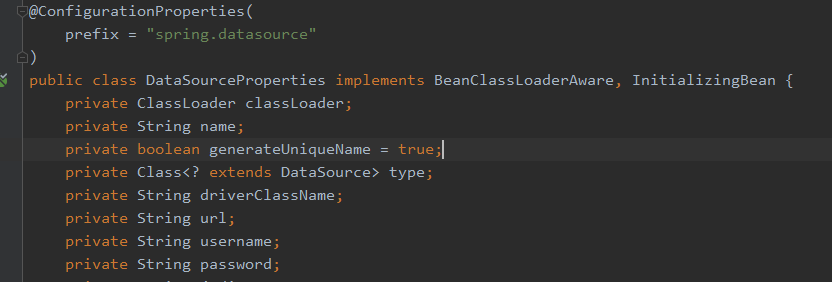 @ConfigurationProperties(
    prefix = "spring.datasource"
)
public class DataSourceProperties implements BeanClassLoaderAware, InitializingBean {
    private ClassLoader classLoader;
    private String name;
    private boolean generateUniqueName = true;
    private Class<? extends DataSource> type;
    private String driverClassName;
    private String url;
    private String username;
    private String password;